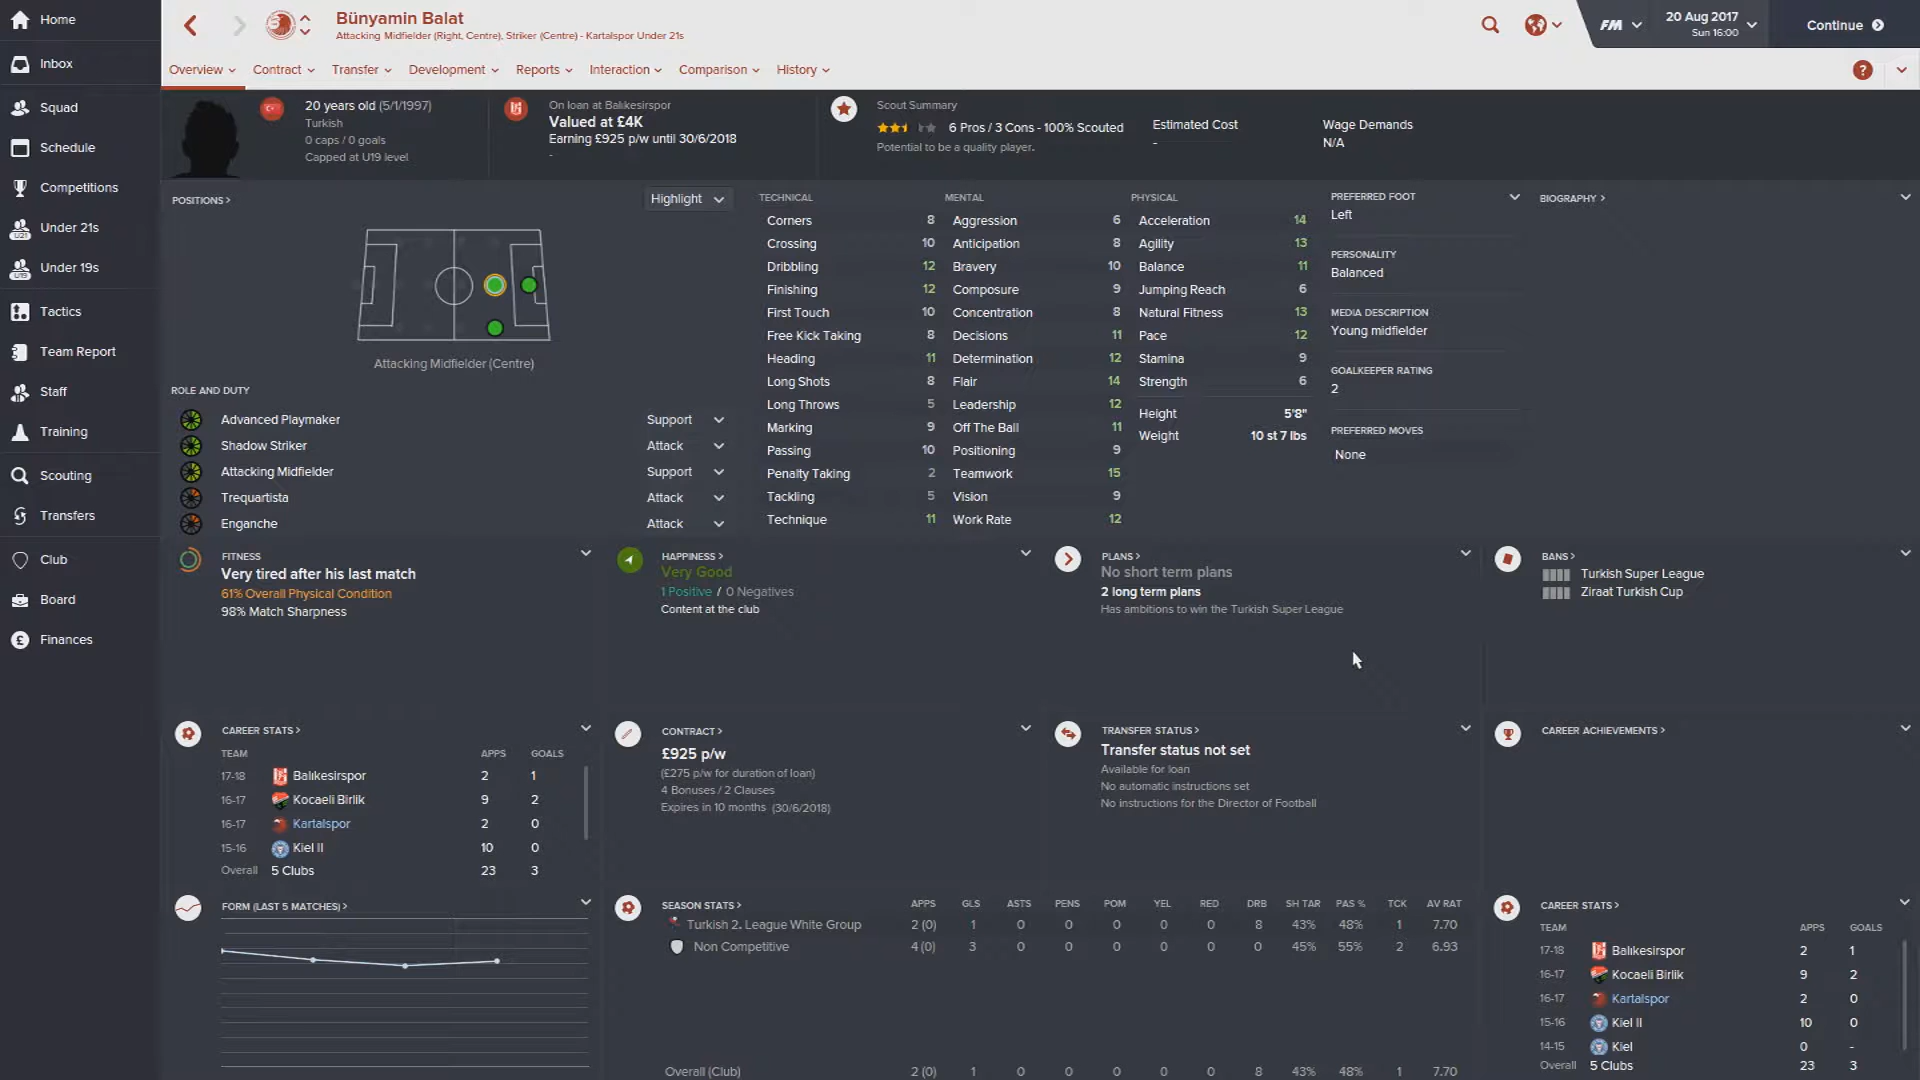 Home
Inbox
Squad
Schedule
Competitions
Under 21s
Under 19s
Tactics
Team Report
Staff
Training
Scouting
Transfers
Club
Board
Finances
Bünyamin Balat
Attacking Midfielder (Right, Centre), Striker (Centre) - Kartalspor Under 21s
FM
20 Aug 2017
Sun 16:00
Continue
Overview Contract Transfer Development Reports Interaction Comparison History
?
20 years old (5/1/1997)
Turkish
0 caps / 0 goals
Capped at U19 level
On loan at Balıkesirspor
Valued at £4K
Earning £925 p/w until 30/6/2018
-
Scout Summary
6 Pros / 3 Cons - 100% Scouted
Potential to be a quality player.
Estimated Cost
-
Wage Demands
N/A
POSITIONS >
Highlight
Attacking Midfielder (Centre)
ROLE AND DUTY
Advanced Playmaker Support
Shadow Striker Attack
Attacking Midfielder Support
Trequartista Attack
Enganche Attack
TECHNICAL
Corners 8
Crossing 10
Dribbling 12
Finishing 12
First Touch 10
Free Kick Taking 8
Heading 11
Long Shots 8
Long Throws 5
Marking 9
Passing 10
Penalty Taking 2
Tackling 5
Technique 11
MENTAL
Aggression 6
Anticipation 8
Bravery 10
Composure 9
Concentration 8
Decisions 11
Determination 12
Flair 14
Leadership 12
Off The Ball 11
Positioning 9
Teamwork 15
Vision 9
Work Rate 12
PHYSICAL
Acceleration 14
Agility 13
Balance 11
Jumping Reach 6
Natural Fitness 13
Pace 12
Stamina 9
Strength 6
Height 5'8"
Weight 10 st 7 lbs
PREFERRED FOOT
Left
PERSONALITY
Balanced
MEDIA DESCRIPTION
Young midfielder
GOALKEEPER RATING
2
PREFERRED MOVES
None
BIOGRAPHY >
FITNESS
Very tired after his last match
61% Overall Physical Condition
98% Match Sharpness
HAPPINESS >
Very Good
1 Positive / 0 Negatives
Content at the club
PLANS >
No short term plans
2 long term plans
Has ambitions to win the Turkish Super League
BANS >
Turkish Super League
Ziraat Turkish Cup
CAREER STATS >
TEAM APPS GOALS
17-18 Balıkesirspor 2 1
16-17 Kocaeli Birlik 9 2
16-17 Kartalspor 2 0
15-16 Kiel II 10 0
Overall 5 Clubs 23 3
CONTRACT >
£925 p/w
(£275 p/w for duration of loan)
4 Bonuses / 2 Clauses
Expires in 10 months (30/6/2018)
TRANSFER STATUS >
Transfer status not set
Available for loan
No automatic instructions set
No instructions for the Director of Football
CAREER ACHIEVEMENTS >
FORM (LAST 5 MATCHES) >
SEASON STATS > APPS GLS ASTS PENS POM YEL RED DRB SH TAR PAS % TCK AV RAT
Turkish 2. League White Group 2 (0) 1 0 0 0 0 0 8 43% 48% 1 7.70
Non Competitive 4 (0) 3 0 0 0 0 0 0 45% 55% 2 6.93
Overall (Club) 2 (0) 1 0 0 0 0 0 8 43% 48% 1 7.70
CAREER STATS >
TEAM APPS GOALS
17-18 Balıkesirspor 2 1
16-17 Kocaeli Birlik 9 2
16-17 Kartalspor 2 0
15-16 Kiel II 10 0
14-15 Kiel 0 -
Overall 5 Clubs 23 3